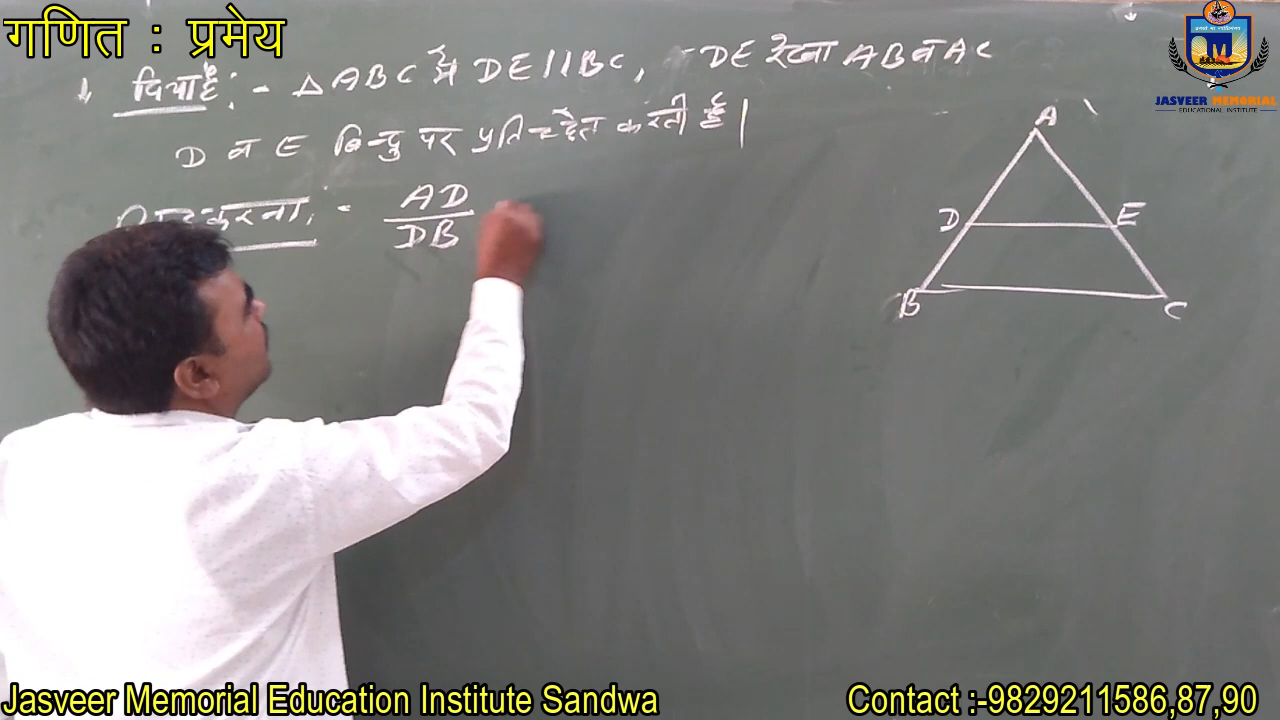 गणित : प्रमेय
दिया है :- △ABC में DE||BC, DE रेखा AB व AC
D व E बिन्दु पर प्रतिच्छेद करती है|
करना :- AD
DB
A
D E
B C
M
JASVEER MEMORIAL
EDUCATIONAL INSTITUTE
Jasveer Memorial Education Institute Sandwa
Contact :-9829211586,87,90